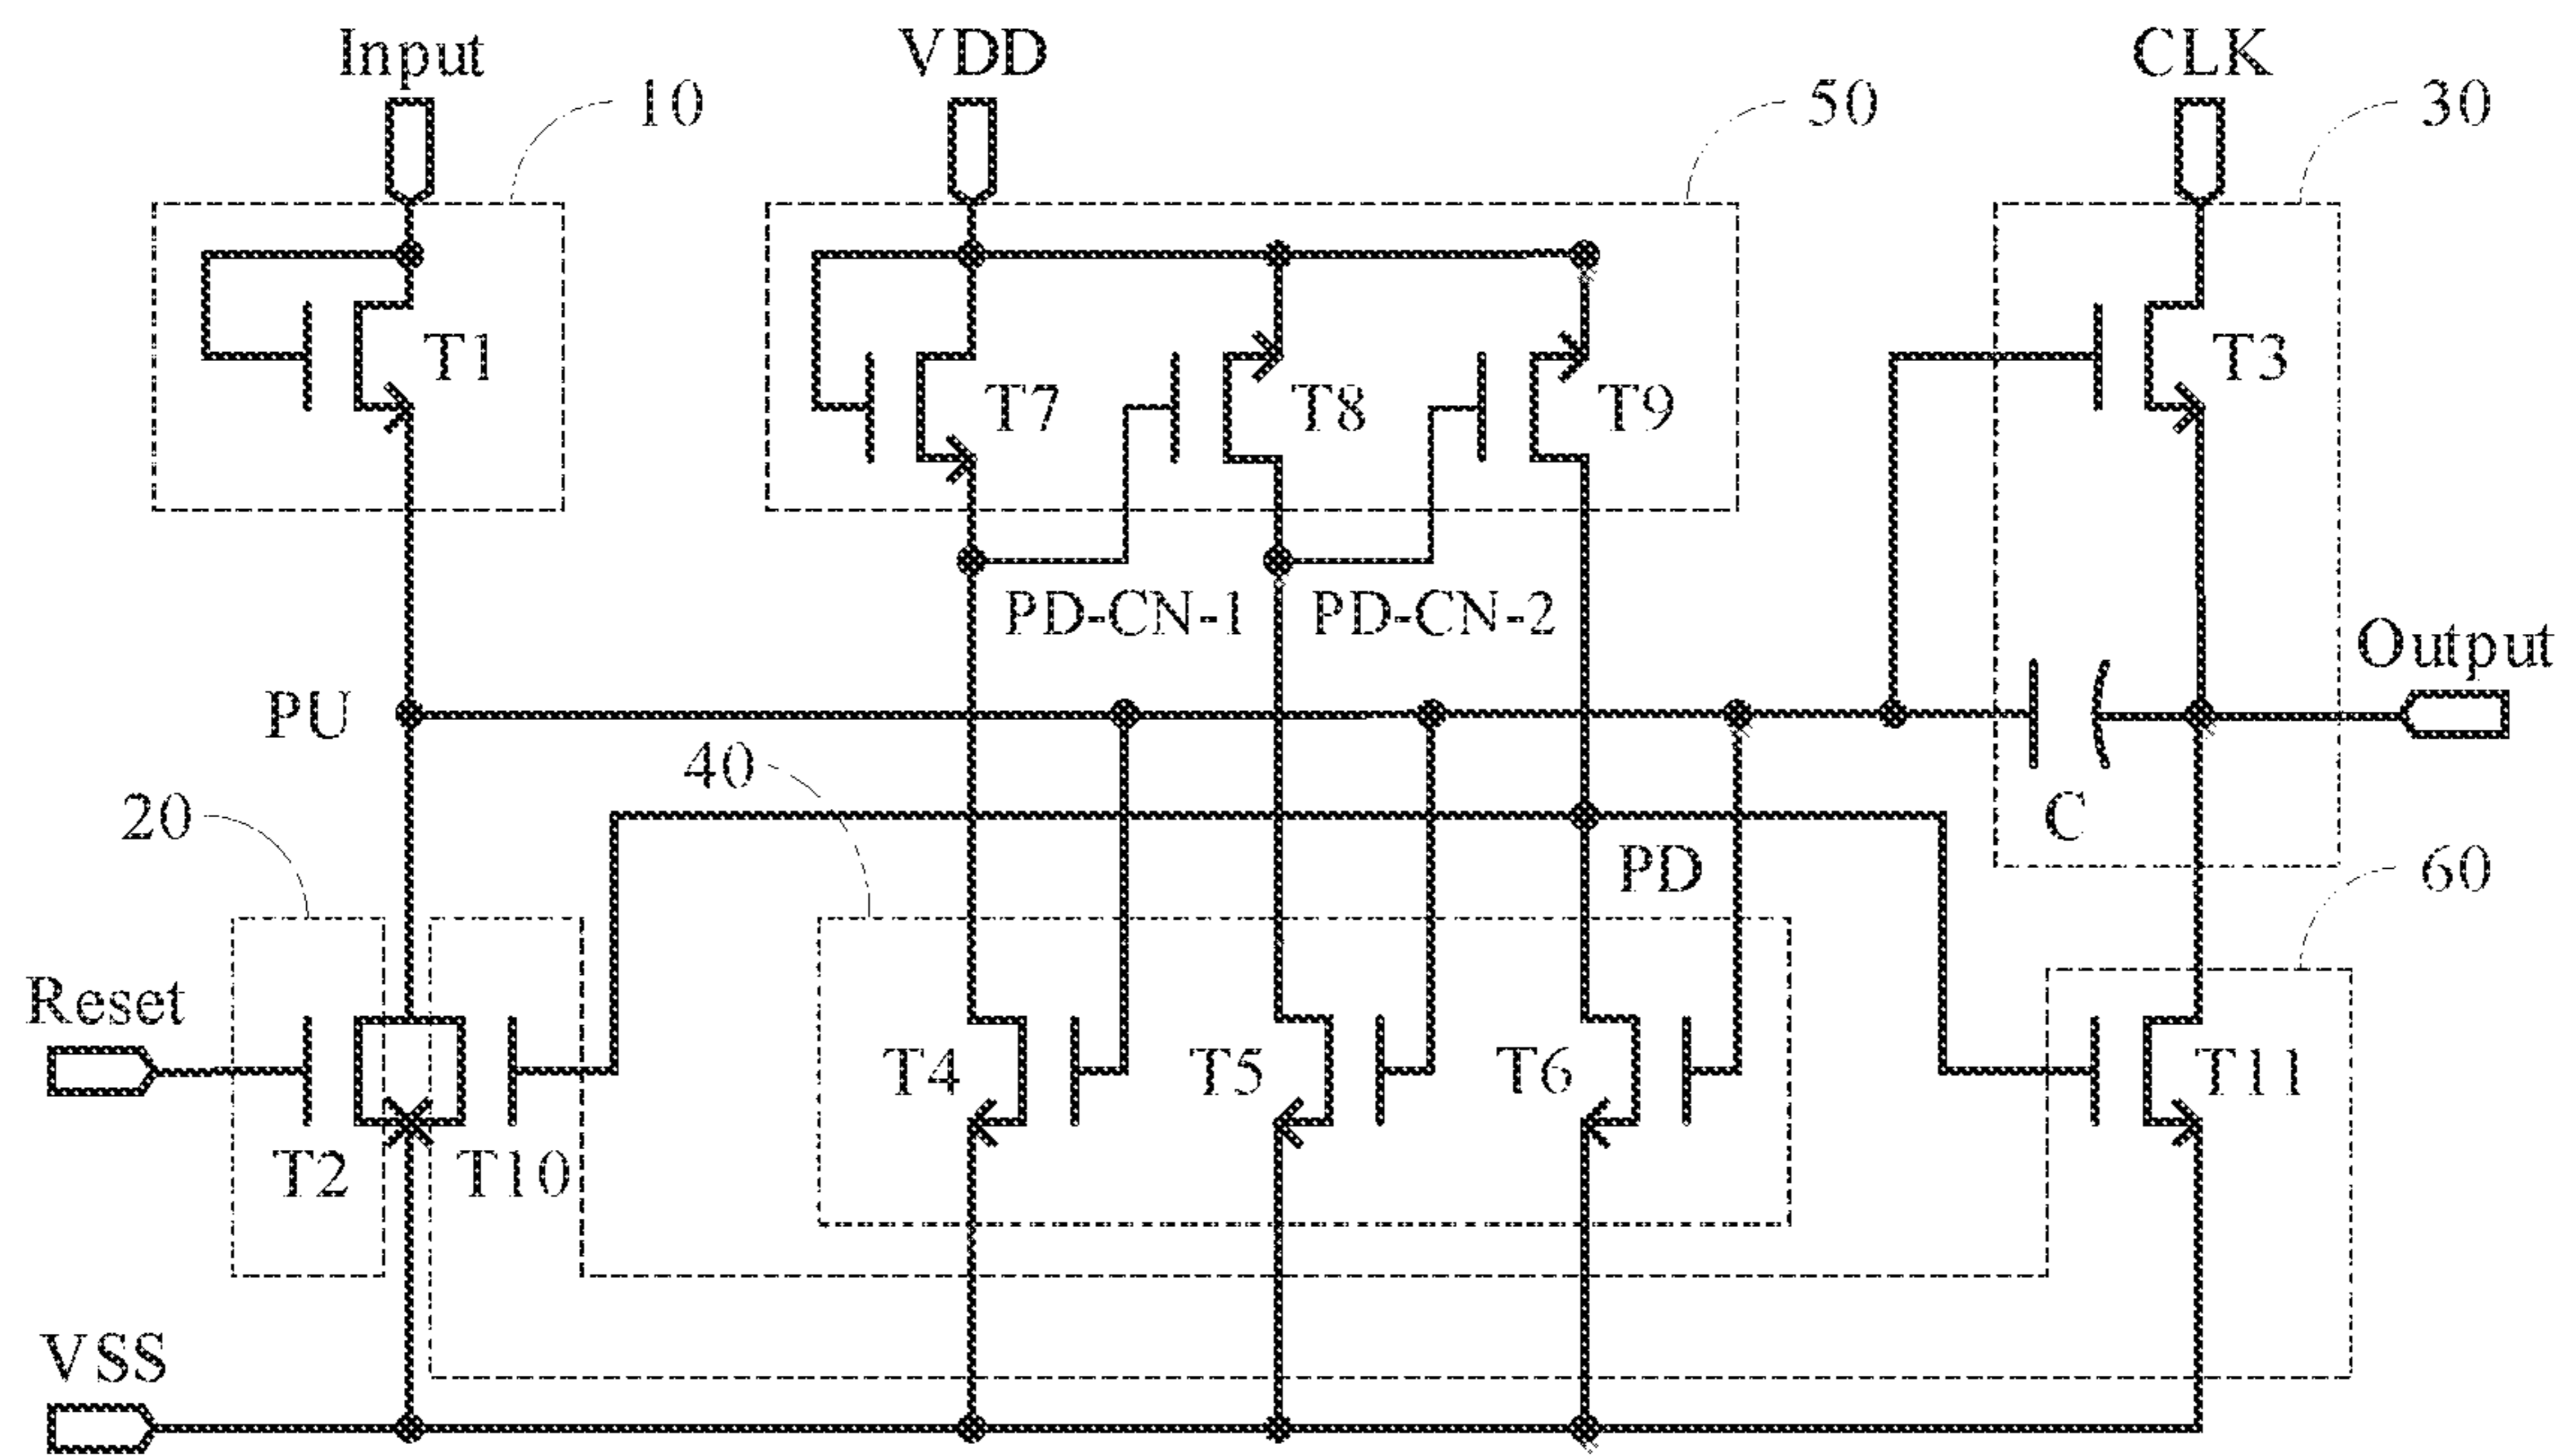 Input
VDD
CLK
10
50
30
T1
T7
T8
T9
T3
PD-CN-1
PD-CN-2
Output
PU
40
20
C
PD
60
Reset
T4
T5
T6
T11
T2
T10
VSS